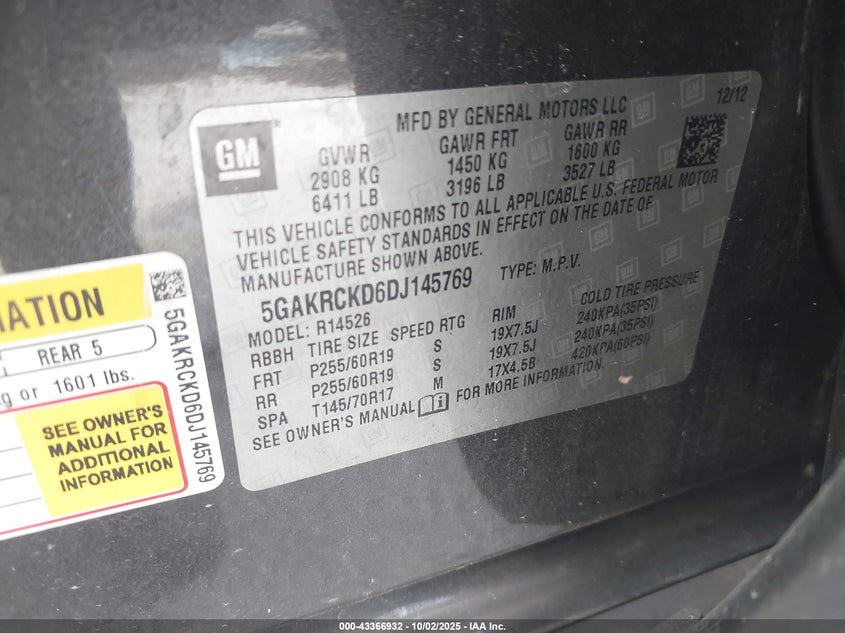 MFD BY GENERAL MOTORS LLC
12/12
GM
GVWR GAWR FRT GAWR RR
2908 KG 1450 KG 1600 KG
6411 LB 3196 LB 3527 LB
THIS VEHICLE CONFORMS TO ALL APPLICABLE U.S. FEDERAL MOTOR
VEHICLE SAFETY STANDARDS IN EFFECT ON THE DATE OF
MANUFACTURE SHOWN ABOVE.
5GAKRCKD6DJ145769 TYPE: M.P.V.
MODEL: R14526
RBBH TIRE SIZE SPEED RTG RIM COLD TIRE PRESSURE
FRT P255/60R19 S 19X7.5J 240KPA(35PSI)
RR P255/60R19 S 19X7.5J 240KPA(35PSI)
SPA T145/70R17 M 17X4.5B 420KPA(60PSI)
SEE OWNER'S MANUAL FOR MORE INFORMATION.
MATION
REAR 5
g or 1601 lbs.
SEE OWNER'S
MANUAL FOR
ADDITIONAL
INFORMATION
5GAKRCKD6DJ145769
000-43366932 - 10/02/2025 - IAA Inc.